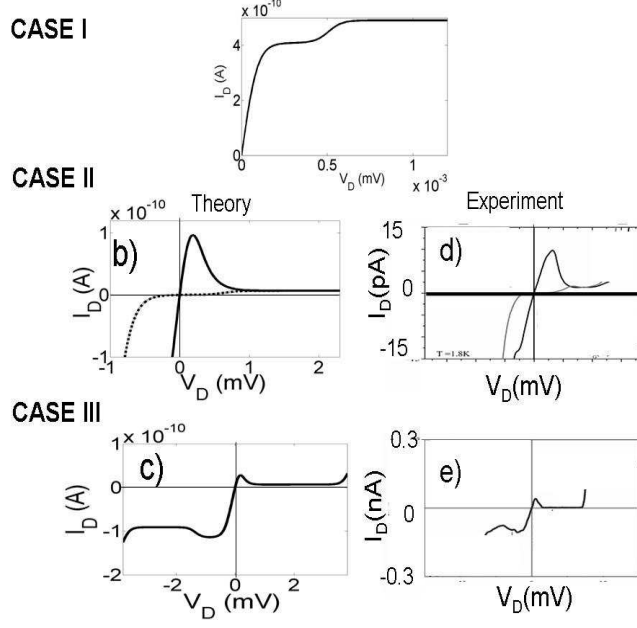 CASE I
x 10⁻¹⁰
4
2
0
I_D (A)
0
0.5
1
V_D (mV)
x 10⁻³
CASE II
Theory
Experiment
x 10⁻¹⁰
b)
1
0
-1
I_D (A)
-1
0
1
2
V_D (mV)
d)
15
0
-15
I_D(pA)
T =1.8K
V_D(mV)
CASE III
x 10⁻¹⁰
c)
1
0
-1
-2
I_D (A)
-2
0
2
V_D (mV)
e)
0.3
0
-0.3
I_D(nA)
V_D(mV)